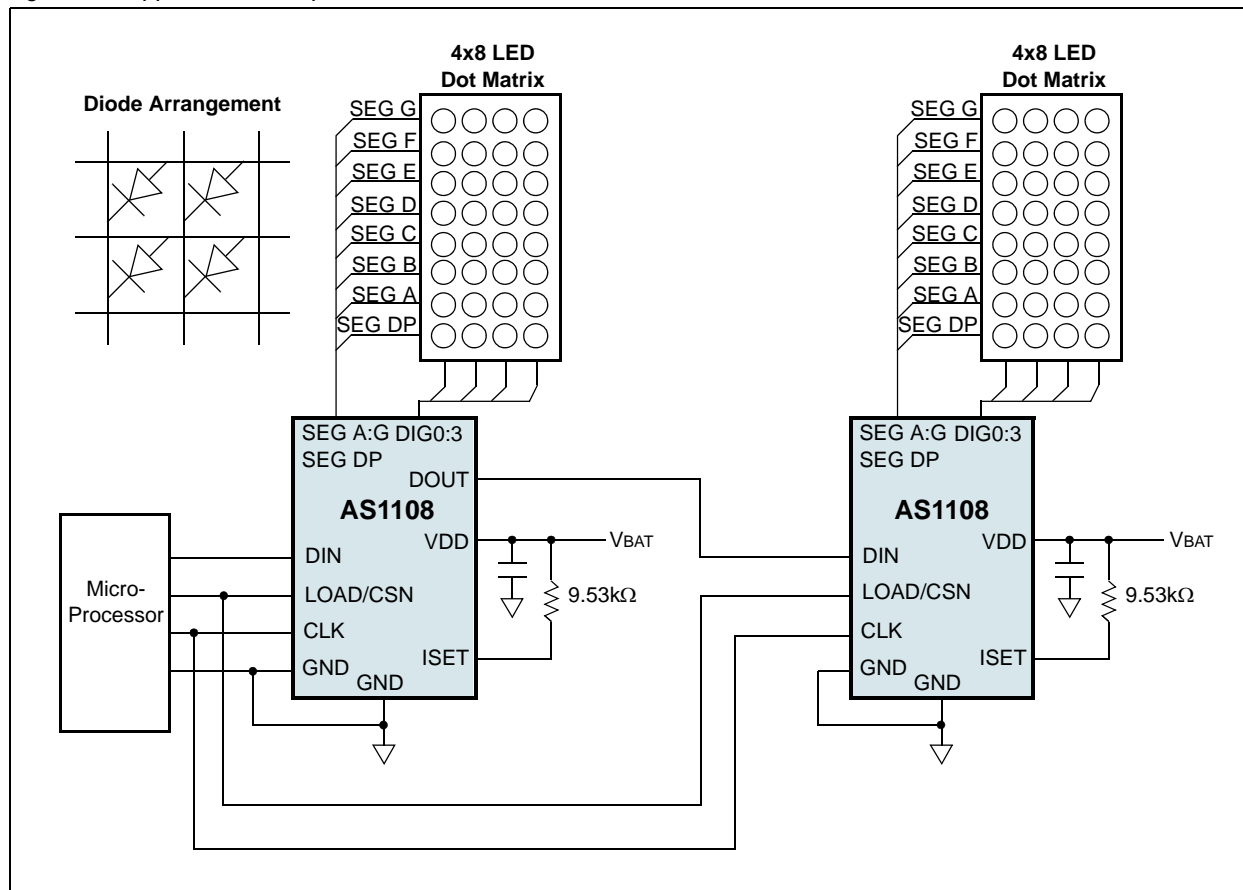 4x8 LED
Dot Matrix
Diode Arrangement
SEG G
SEG F
SEG E
SEG D
SEG C
SEG B
SEG A
SEG DP
4x8 LED
Dot Matrix
SEG G
SEG F
SEG E
SEG D
SEG C
SEG B
SEG A
SEG DP
SEG A:G DIG0:3
SEG DP
DOUT
AS1108
VDD
DIN
LOAD/CSN
CLK
GND
GND
ISET
VBAT
9.53kΩ
Micro-
Processor
SEG A:G DIG0:3
SEG DP
AS1108
VDD
DIN
LOAD/CSN
CLK
GND
GND
ISET
VBAT
9.53kΩ